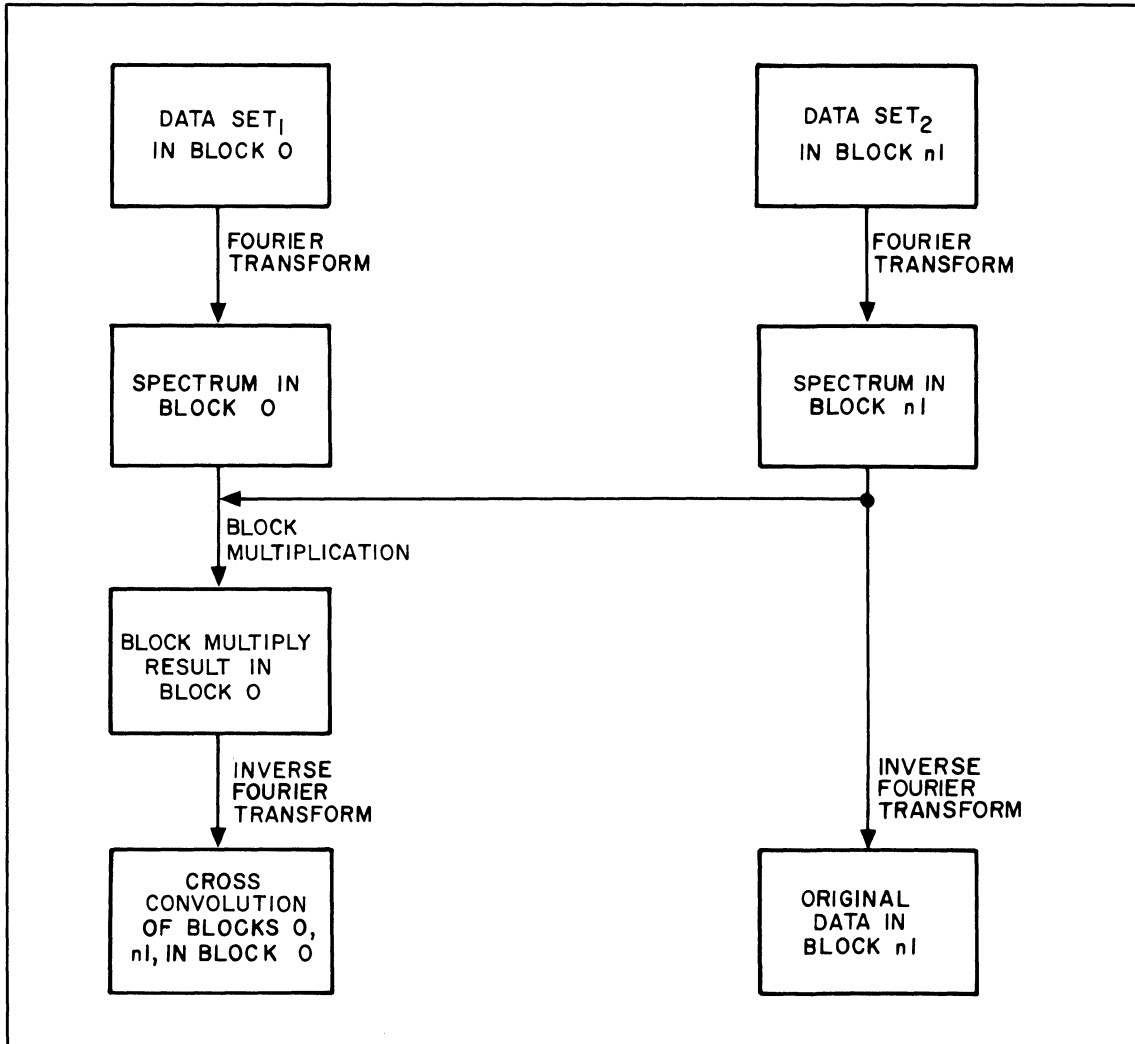 DATA SET1
IN BLOCK 0
DATA SET2
IN BLOCK n1
FOURIER
TRANSFORM
FOURIER
TRANSFORM
SPECTRUM IN
BLOCK 0
SPECTRUM IN
BLOCK n1
BLOCK
MULTIPLICATION
BLOCK MULTIPLY
RESULT IN
BLOCK 0
INVERSE
FOURIER
TRANSFORM
INVERSE
FOURIER
TRANSFORM
CROSS
CONVOLUTION
OF BLOCKS 0,
n1, IN BLOCK 0
ORIGINAL
DATA IN
BLOCK n1